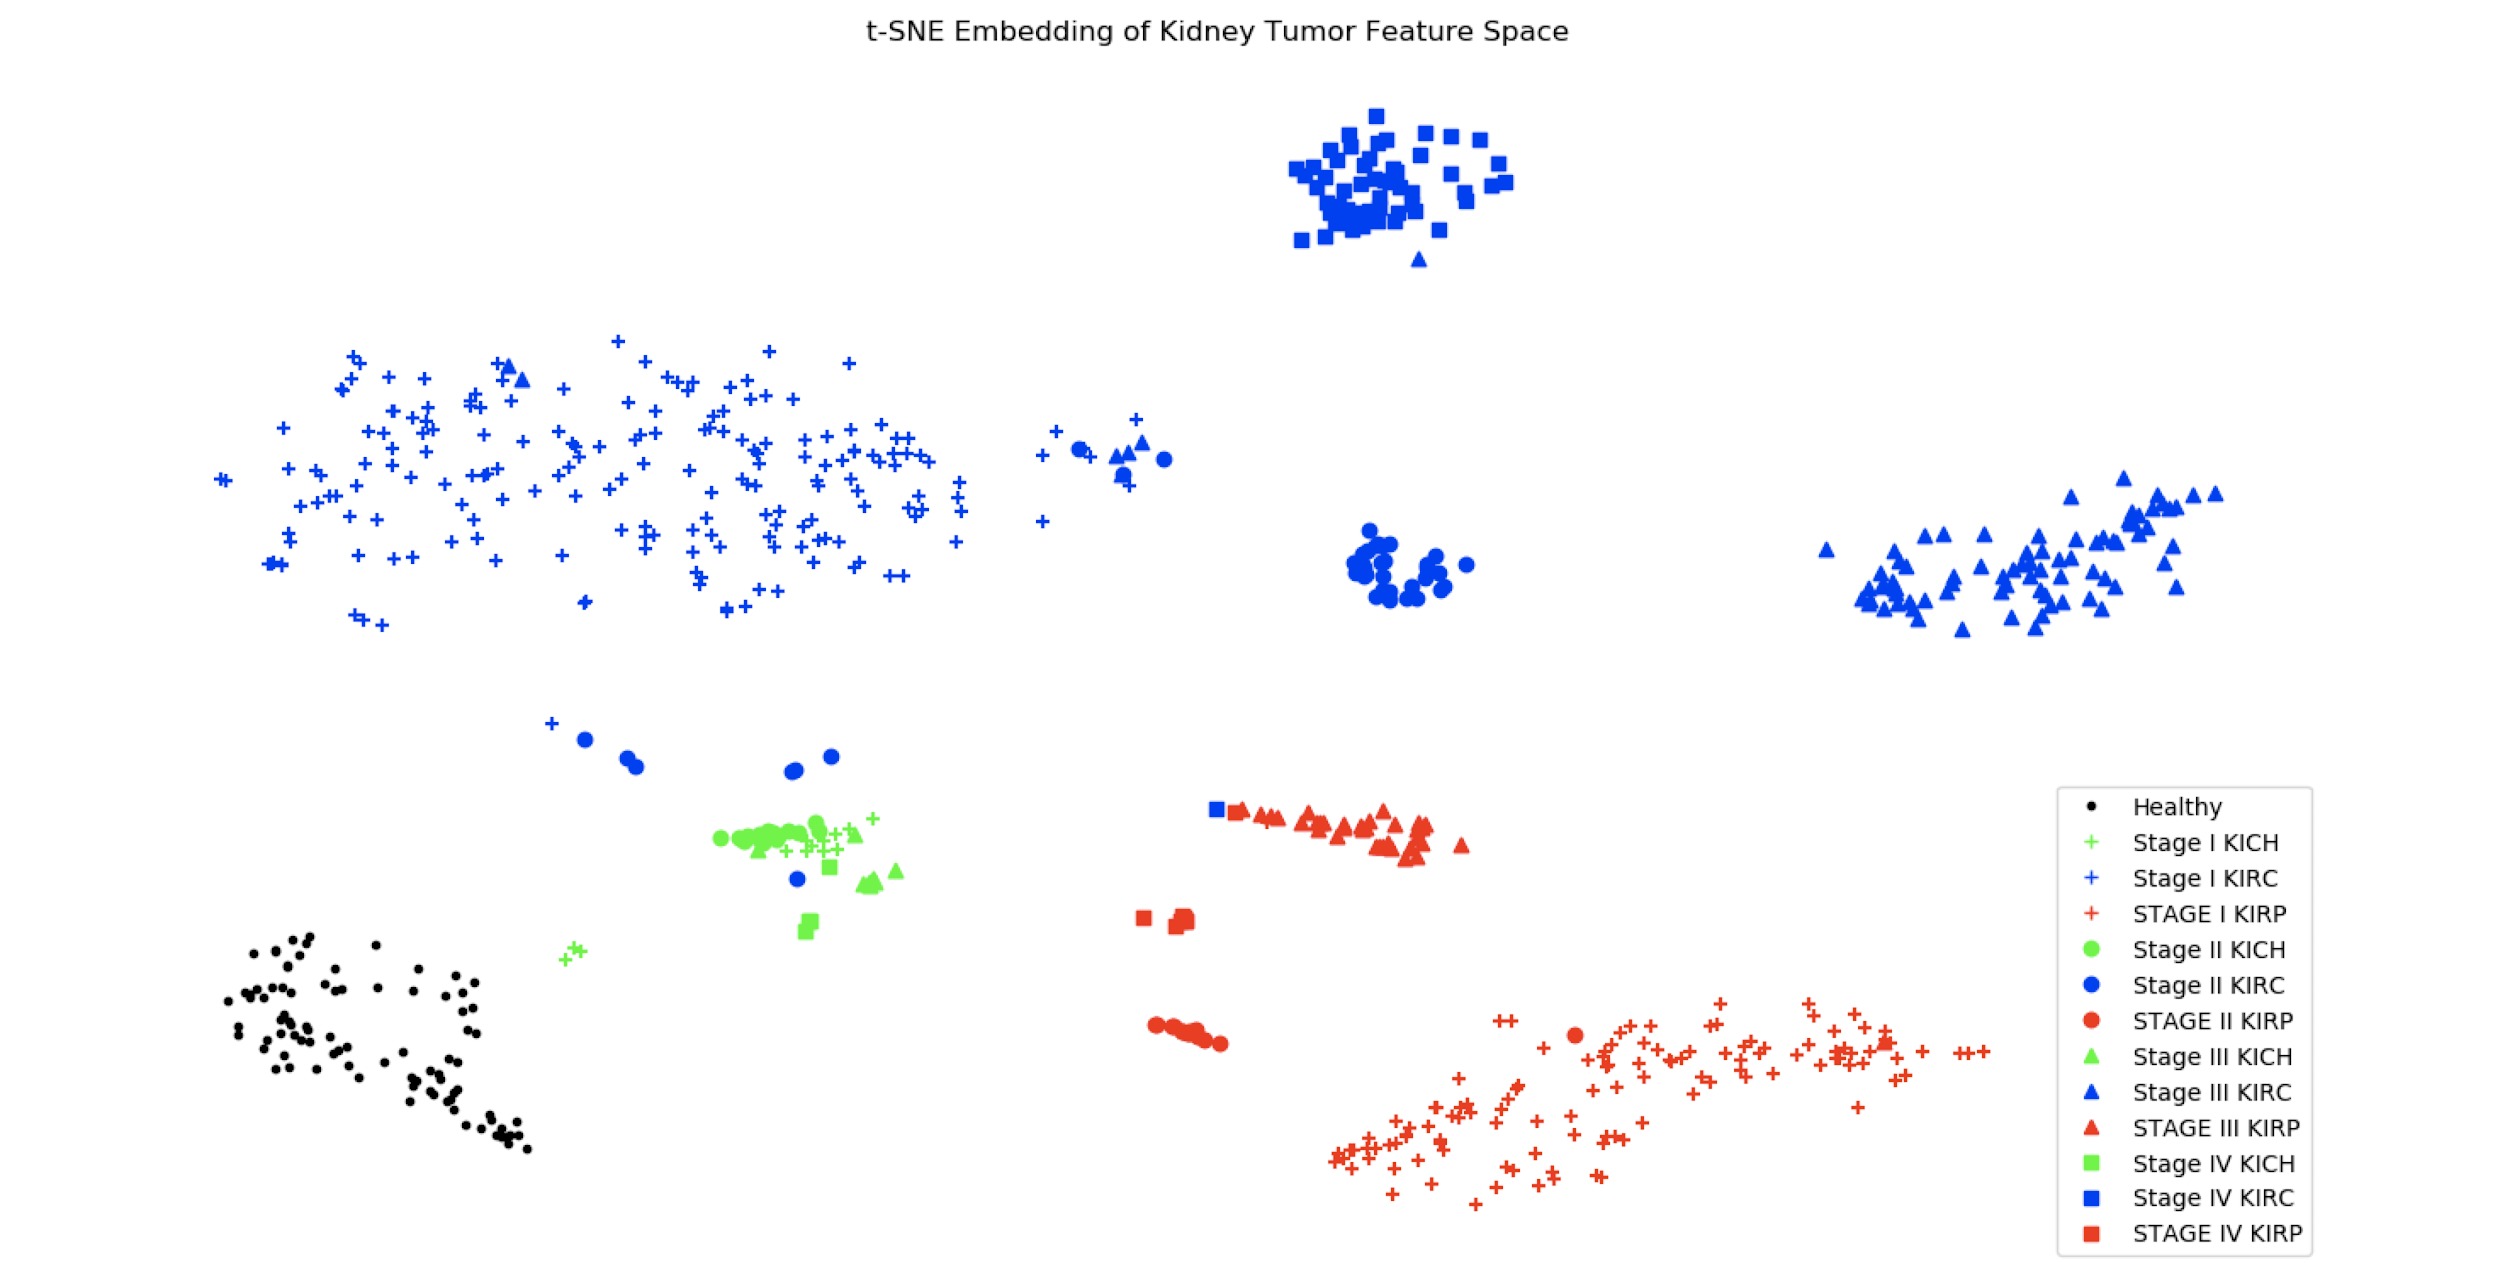 t-SNE Embedding of Kidney Tumor Feature Space
Healthy
Stage I KICH
Stage I KIRC
STAGE I KIRP
Stage II KICH
Stage II KIRC
STAGE II KIRP
Stage III KICH
Stage III KIRC
STAGE III KIRP
Stage IV KICH
Stage IV KIRC
STAGE IV KIRP